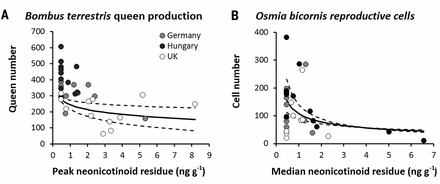 A Bombus terrestris queen production
Germany
Hungary
UK
Queen number
700
600
500
400
300
200
100
0
0 1 2 3 4 5 6 7 8 9
Peak neonicotinoid residue (ng g-1)
B Osmia bicornis reproductive cells
Cell number
400
300
200
100
0
0 1 2 3 4 5 6 7
Median neonicotinoid residue (ng g-1)